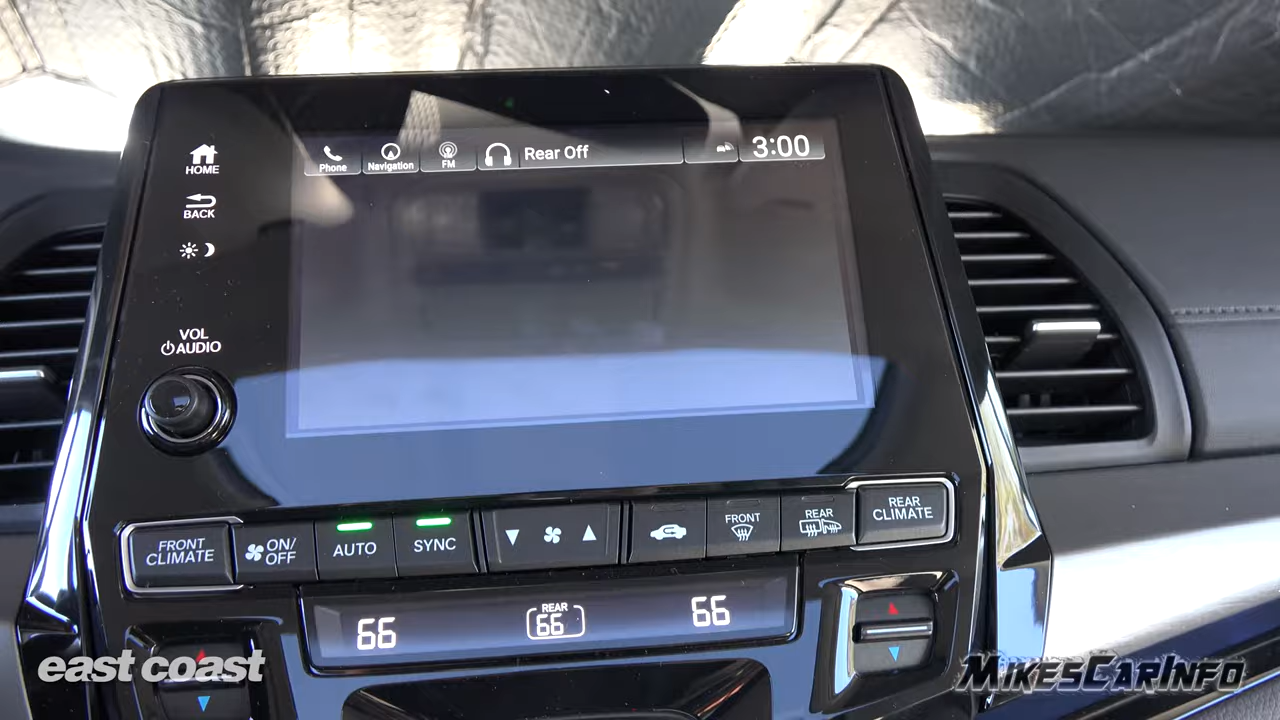 HOME
BACK
VOL
AUDIO
Phone
Navigation
FM
Rear Off
3:00
FRONT
CLIMATE
ON/
OFF
AUTO
SYNC
FRONT
REAR
REAR
CLIMATE
66
REAR
66
66
east coast
MIKESCARINFO